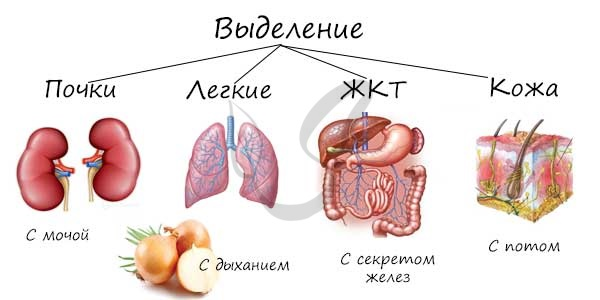 Выделение
Почки
Легкие
ЖКТ
Кожа
С мочой
С дыханием
С секретом
желез
С потом